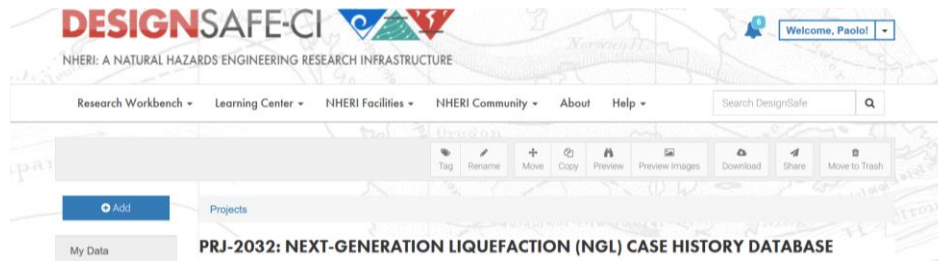 DESIGNSAFE-CI
6
Welcome, Paolo!
NHERI: A NATURAL HAZARDS ENGINEERING RESEARCH INFRASTRUCTURE
Research Workbench Learning Center NHERI Facilities NHERI Community About Help Search DesignSafe
Oregon
Tag Rename Move Copy Preview Preview Images Download Share Move to Trash
Add
Projects
My Data
PRJ-2032: NEXT-GENERATION LIQUEFACTION (NGL) CASE HISTORY DATABASE